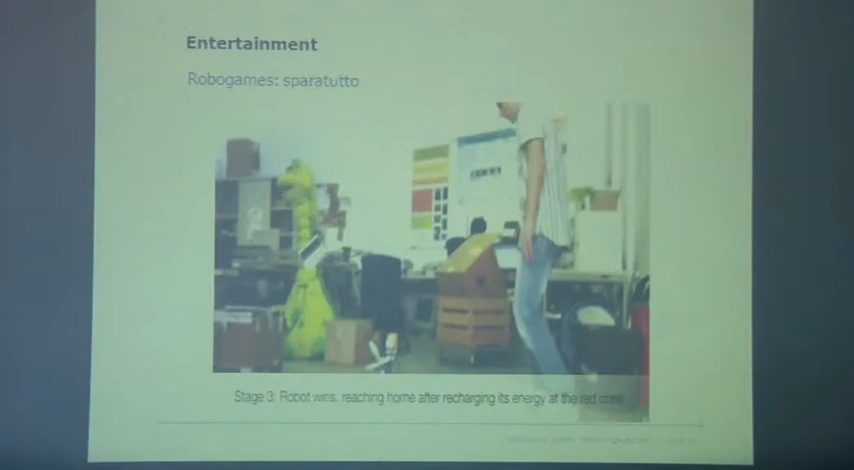 Entertainment
Robogames: sparatutto
Stage 3: Robot wins, reaching home after recharging its energy at the red cone